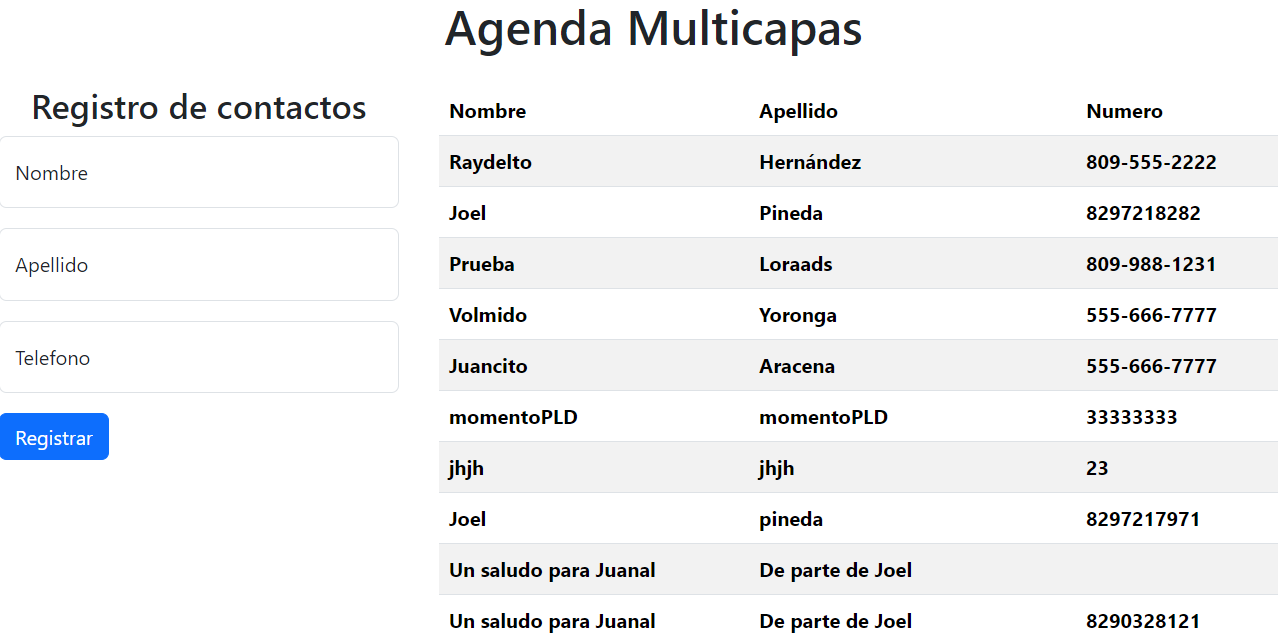 Agenda Multicapas
Registro de contactos
Nombre
Apellido
Telefono
Registrar
Nombre Apellido Numero
Raydelto Hernández 809-555-2222
Joel Pineda 8297218282
Prueba Loraads 809-988-1231
Volmido Yoronga 555-666-7777
Juancito Aracena 555-666-7777
momentoPLD momentoPLD 33333333
jhjh jhjh 23
Joel pineda 8297217971
Un saludo para Juanal De parte de Joel
Un saludo para Juanal De parte de Joel 8290328121